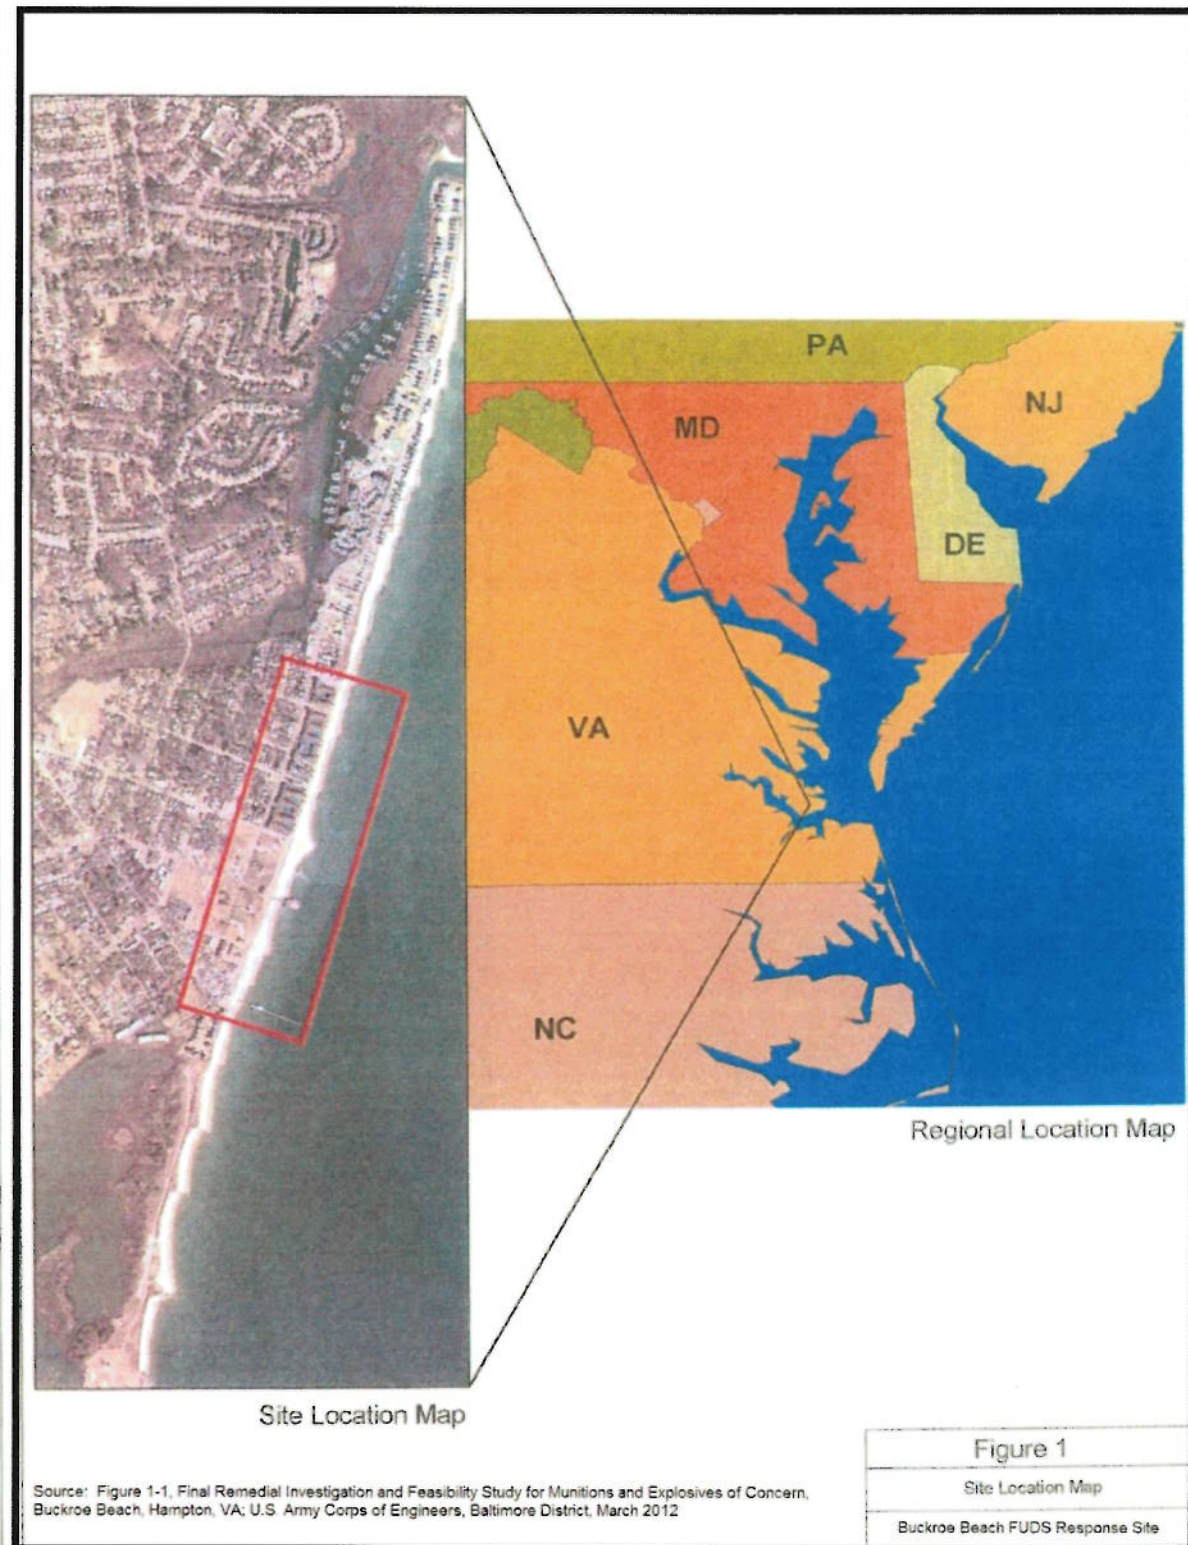 PA
NJ
MD
DE
VA
NC
Regional Location Map
Site Location Map
Figure 1
Site Location Map
Buckroe Beach FUDS Response Site
Source: Figure 1-1, Final Remedial Investigation and Feasibility Study for Munitions and Explosives of Concern,
Buckroe Beach, Hampton, VA; U.S. Army Corps of Engineers, Baltimore District, March 2012